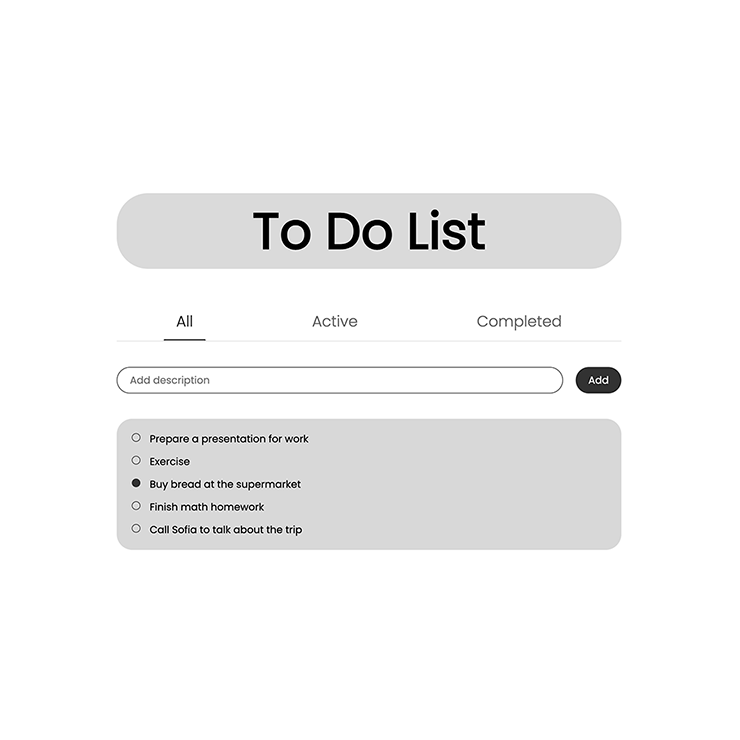 To Do List
All Active Completed
Add description Add
Prepare a presentation for work
Exercise
Buy bread at the supermarket
Finish math homework
Call Sofia to talk about the trip